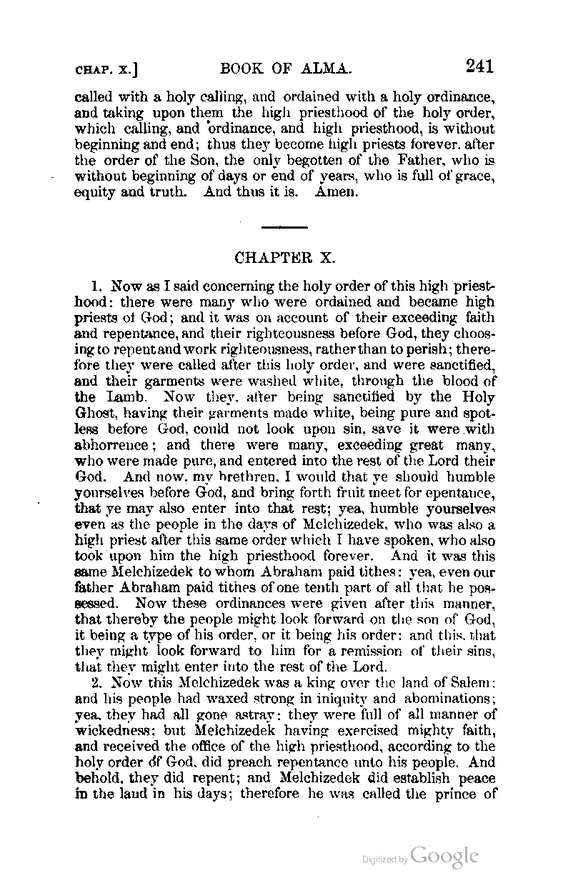 CHAP. X.] BOOK OF ALMA. 241
called with a holy calling, and ordained with a holy ordinance,
and taking upon them the high priesthood of the holy order,
which calling, and ordinance, and high priesthood, is without
beginning and end; thus they become high priests forever. after
the order of the Son, the only begotten of the Father, who is
without beginning of days or end of years, who is full of grace,
equity and truth. And thus it is. Amen.
CHAPTER X.
1. Now as I said concerning the holy order of this high priest-
hood: there were many who were ordained and became high
priests of God; and it was on account of their exceeding faith
and repentance, and their righteousness before God, they choos-
ing to repent and work righteousness, rather than to perish; there-
fore they were called after this holy order, and were sanctified,
and their garments were washed white, through the blood of
the Lamb. Now they, after being sanctified by the Holy
Ghost, having their garments made white, being pure and spot-
less before God, could not look upon sin, save it were with
abhorrence; and there were many, exceeding great many,
who were made pure, and entered into the rest of the Lord their
God. And now, my brethren, I would that ye should humble
yourselves before God, and bring forth fruit meet for epentance,
that ye may also enter into that rest; yea, humble yourselves
even as the people in the days of Melchizedek, who was also a
high priest after this same order which I have spoken, who also
took upon him the high priesthood forever. And it was this
same Melchizedek to whom Abraham paid tithes: yea, even our
father Abraham paid tithes of one tenth part of all that he pos-
sessed. Now these ordinances were given after this manner,
that thereby the people might look forward on the son of God,
it being a type of his order, or it being his order: and this, that
they might look forward to him for a remission of their sins,
that they might enter into the rest of the Lord.
2. Now this Melchizedek was a king over the land of Salem:
and his people had waxed strong in iniquity and abominations;
yea, they had all gone astray: they were full of all manner of
wickedness; but Melchizedek having exercised mighty faith,
and received the office of the high priesthood, according to the
holy order of God, did preach repentance unto his people. And
behold, they did repent; and Melchizedek did establish peace
in the land in his days; therefore he was called the prince of
Digitized by Google